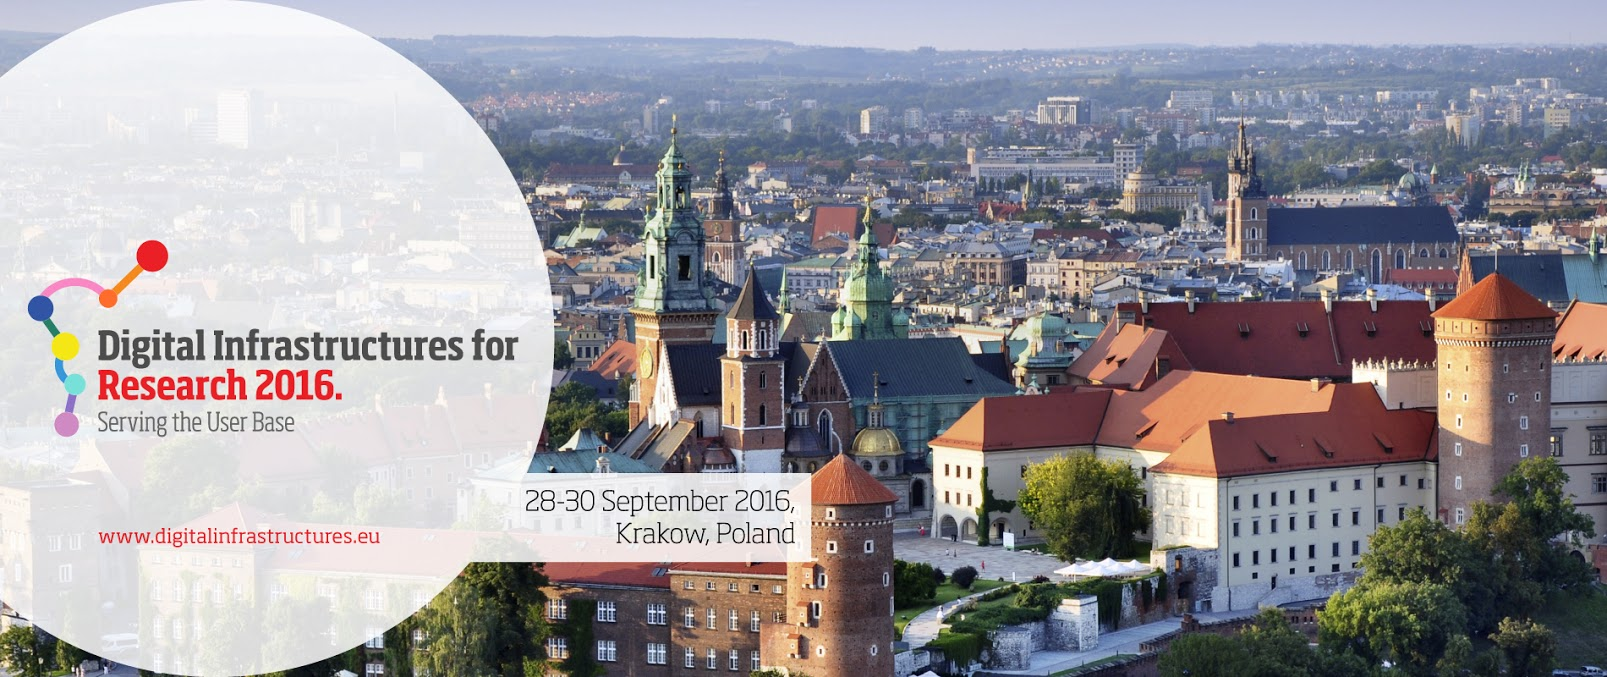 Digital Infrastructures for
Research 2016.
Serving the User Base
28-30 September 2016,
Krakow, Poland
www.digitalinfrastructures.eu